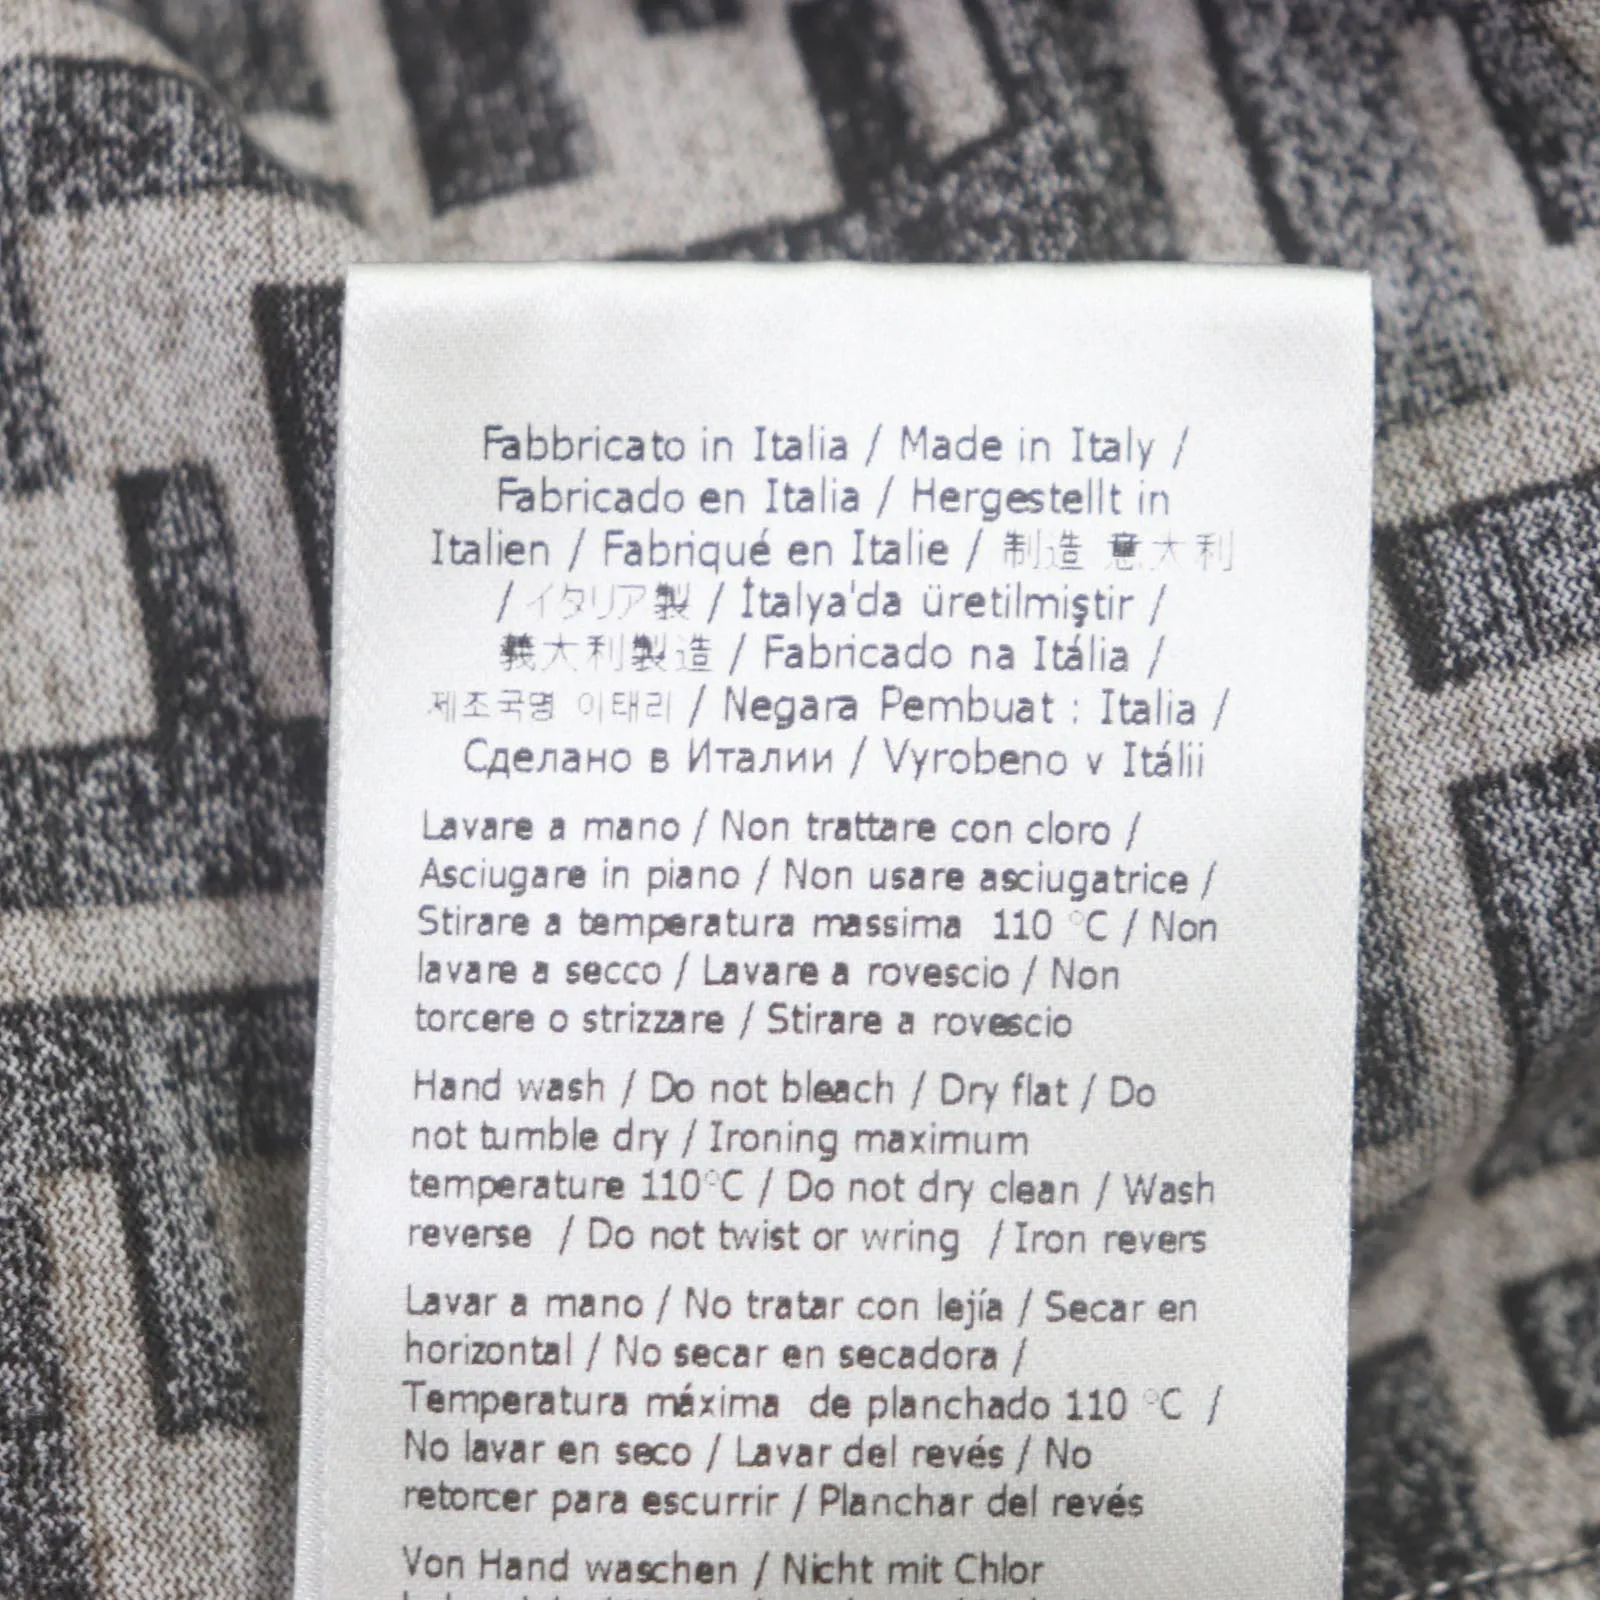 Fabbricato in Italia / Made in Italy /
Fabricado en Italia / Hergestellt in
Italien / Fabriqué en Italie / 制造 意大利
/ イタリア製 / İtalya'da üretilmiştir /
義大利製造 / Fabricado na Itália /
제조국명 이태리 / Negara Pembuat : Italia /
Сделано в Италии / Vyrobeno v Itálii
Lavare a mano / Non trattare con cloro /
Asciugare in piano / Non usare asciugatrice /
Stirare a temperatura massima 110 °C / Non
lavare a secco / Lavare a rovescio / Non
torcere o strizzare / Stirare a rovescio
Hand wash / Do not bleach / Dry flat / Do
not tumble dry / Ironing maximum
temperature 110°C / Do not dry clean / Wash
reverse / Do not twist or wring / Iron revers
Lavar a mano / No tratar con lejía / Secar en
horizontal / No secar en secadora /
Temperatura máxima de planchado 110 °C /
No lavar en seco / Lavar del revés / No
retorcer para escurrir / Planchar del revés
Von Hand waschen / Nicht mit Chlor